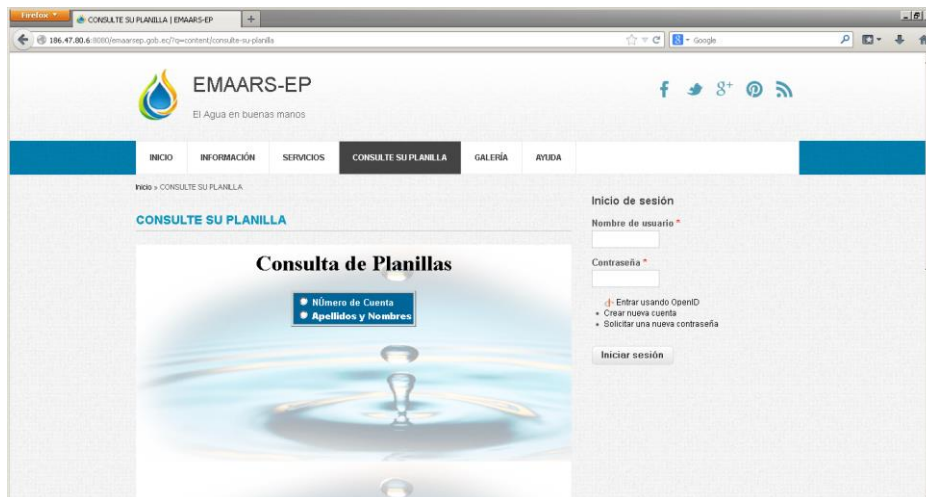 Firefox
CONSULTE SU PLANILLA | EMAARS-EP
+
186.47.80.6:8080/emaarsep.gob.ec/?q=content/consulte-su-planilla
Google
EMAARS-EP
El Agua en buenas manos
INICIO INFORMACIÓN SERVICIOS CONSULTE SU PLANILLA GALERÍA AYUDA
Inicio » CONSULTE SU PLANILLA
CONSULTE SU PLANILLA
Consulta de Planillas
NÚmero de Cuenta
Apellidos y Nombres
Inicio de sesión
Nombre de usuario *
Contraseña *
Entrar usando OpenID
Crear nueva cuenta
Solicitar una nueva contraseña
Iniciar sesión